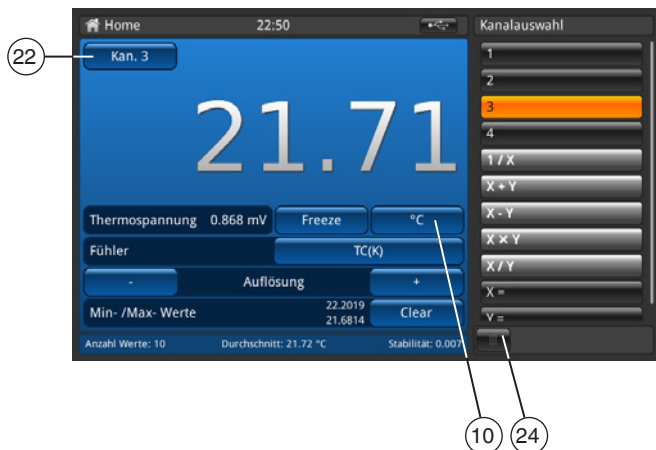 Home 22:50
Kan. 3
21.71
Thermospannung 0.868 mV Freeze °C
Fühler TC(K)
- Auflösung +
Min- /Max- Werte 22.2019
21.6814 Clear
Anzahl Werte: 10 Durchschnitt: 21.72 °C Stabilität: 0.007
Kanalauswahl
1
2
3
4
1 / X
X + Y
X - Y
X × Y
X / Y
X =
Y =
22
10
24